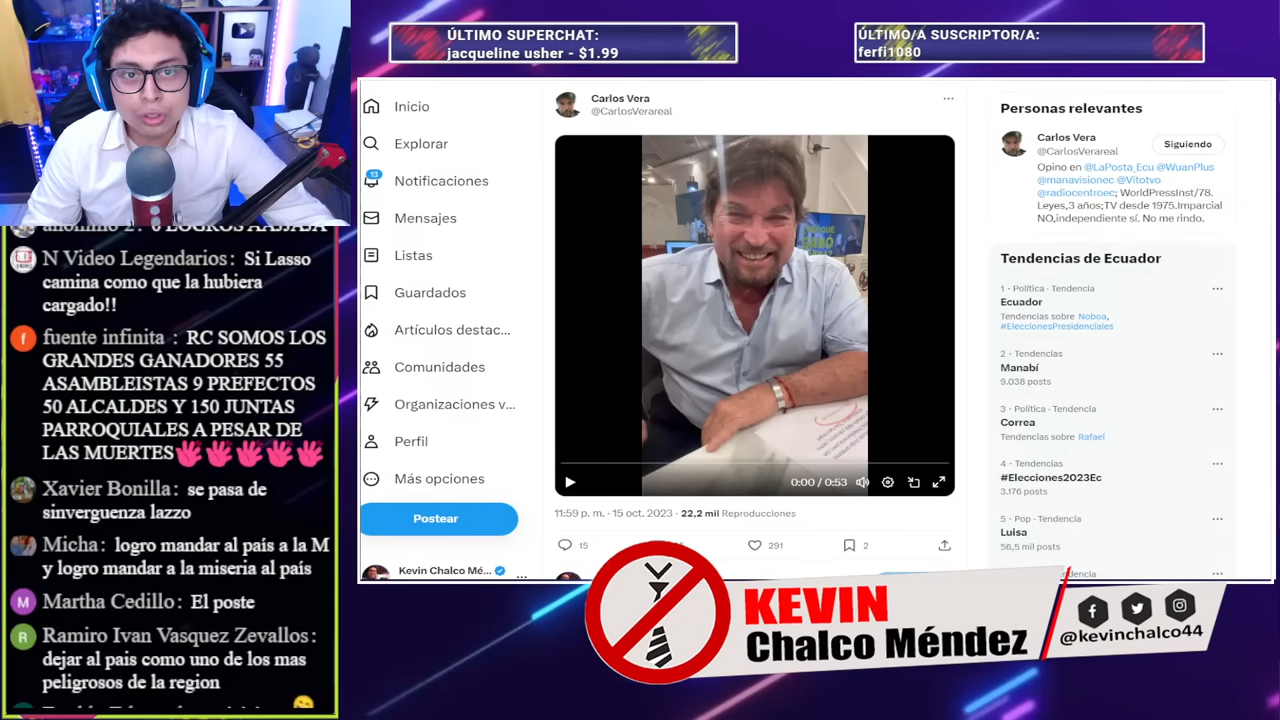 ÚLTIMO SUPERCHAT:
jacqueline usher - $1.99
ÚLTIMO/A SUSCRIPTOR/A:
ferfi1080
N Video Legendarios: Si Lasso
camina como que la hubiera
cargado!!
fuente infinita : RC SOMOS LOS
GRANDES GANADORES 55
ASAMBLEISTAS 9 PREFECTOS
50 ALCALDES Y 150 JUNTAS
PARROQUIALES A PESAR DE
LAS MUERTES
Xavier Bonilla: se pasa de
sinverguenza lazzo
Micha: logro mandar al país a la M
y logro mandar a la miseria al país
Martha Cedillo: El poste
Ramiro Ivan Vasquez Zevallos:
dejar al pais como uno de los mas
peligrosos de la region
Inicio
Explorar
13
Notificaciones
Mensajes
Listas
Guardados
Artículos destac...
Comunidades
Organizaciones v...
Perfil
Más opciones
Postear
Kevin Chalco Mé...
Carlos Vera
@CarlosVerareal
0:00 / 0:53
11:59 p. m. · 15 oct. 2023 · 22,2 mil Reproducciones
15
291
2
Personas relevantes
Carlos Vera
@CarlosVerareal
Siguiendo
Opino en @LaPosta_Ecu @WuanPlus
@manavisionec @Vitotvo
@radiocentroec; WorldPressInst/78.
Leyes,3 años;TV desde 1975.Imparcial
NO,independiente sí. No me rindo.
Tendencias de Ecuador
1 · Política · Tendencia
Ecuador
Tendencias sobre Noboa,
#EleccionesPresidenciales
2 · Tendencias
Manabí
9.038 posts
3 · Política · Tendencia
Correa
Tendencias sobre Rafael
4 · Tendencias
#Elecciones2023Ec
3.176 posts
5 · Pop · Tendencia
Luisa
56,5 mil posts
KEVIN
Chalco Méndez
@kevinchalco44